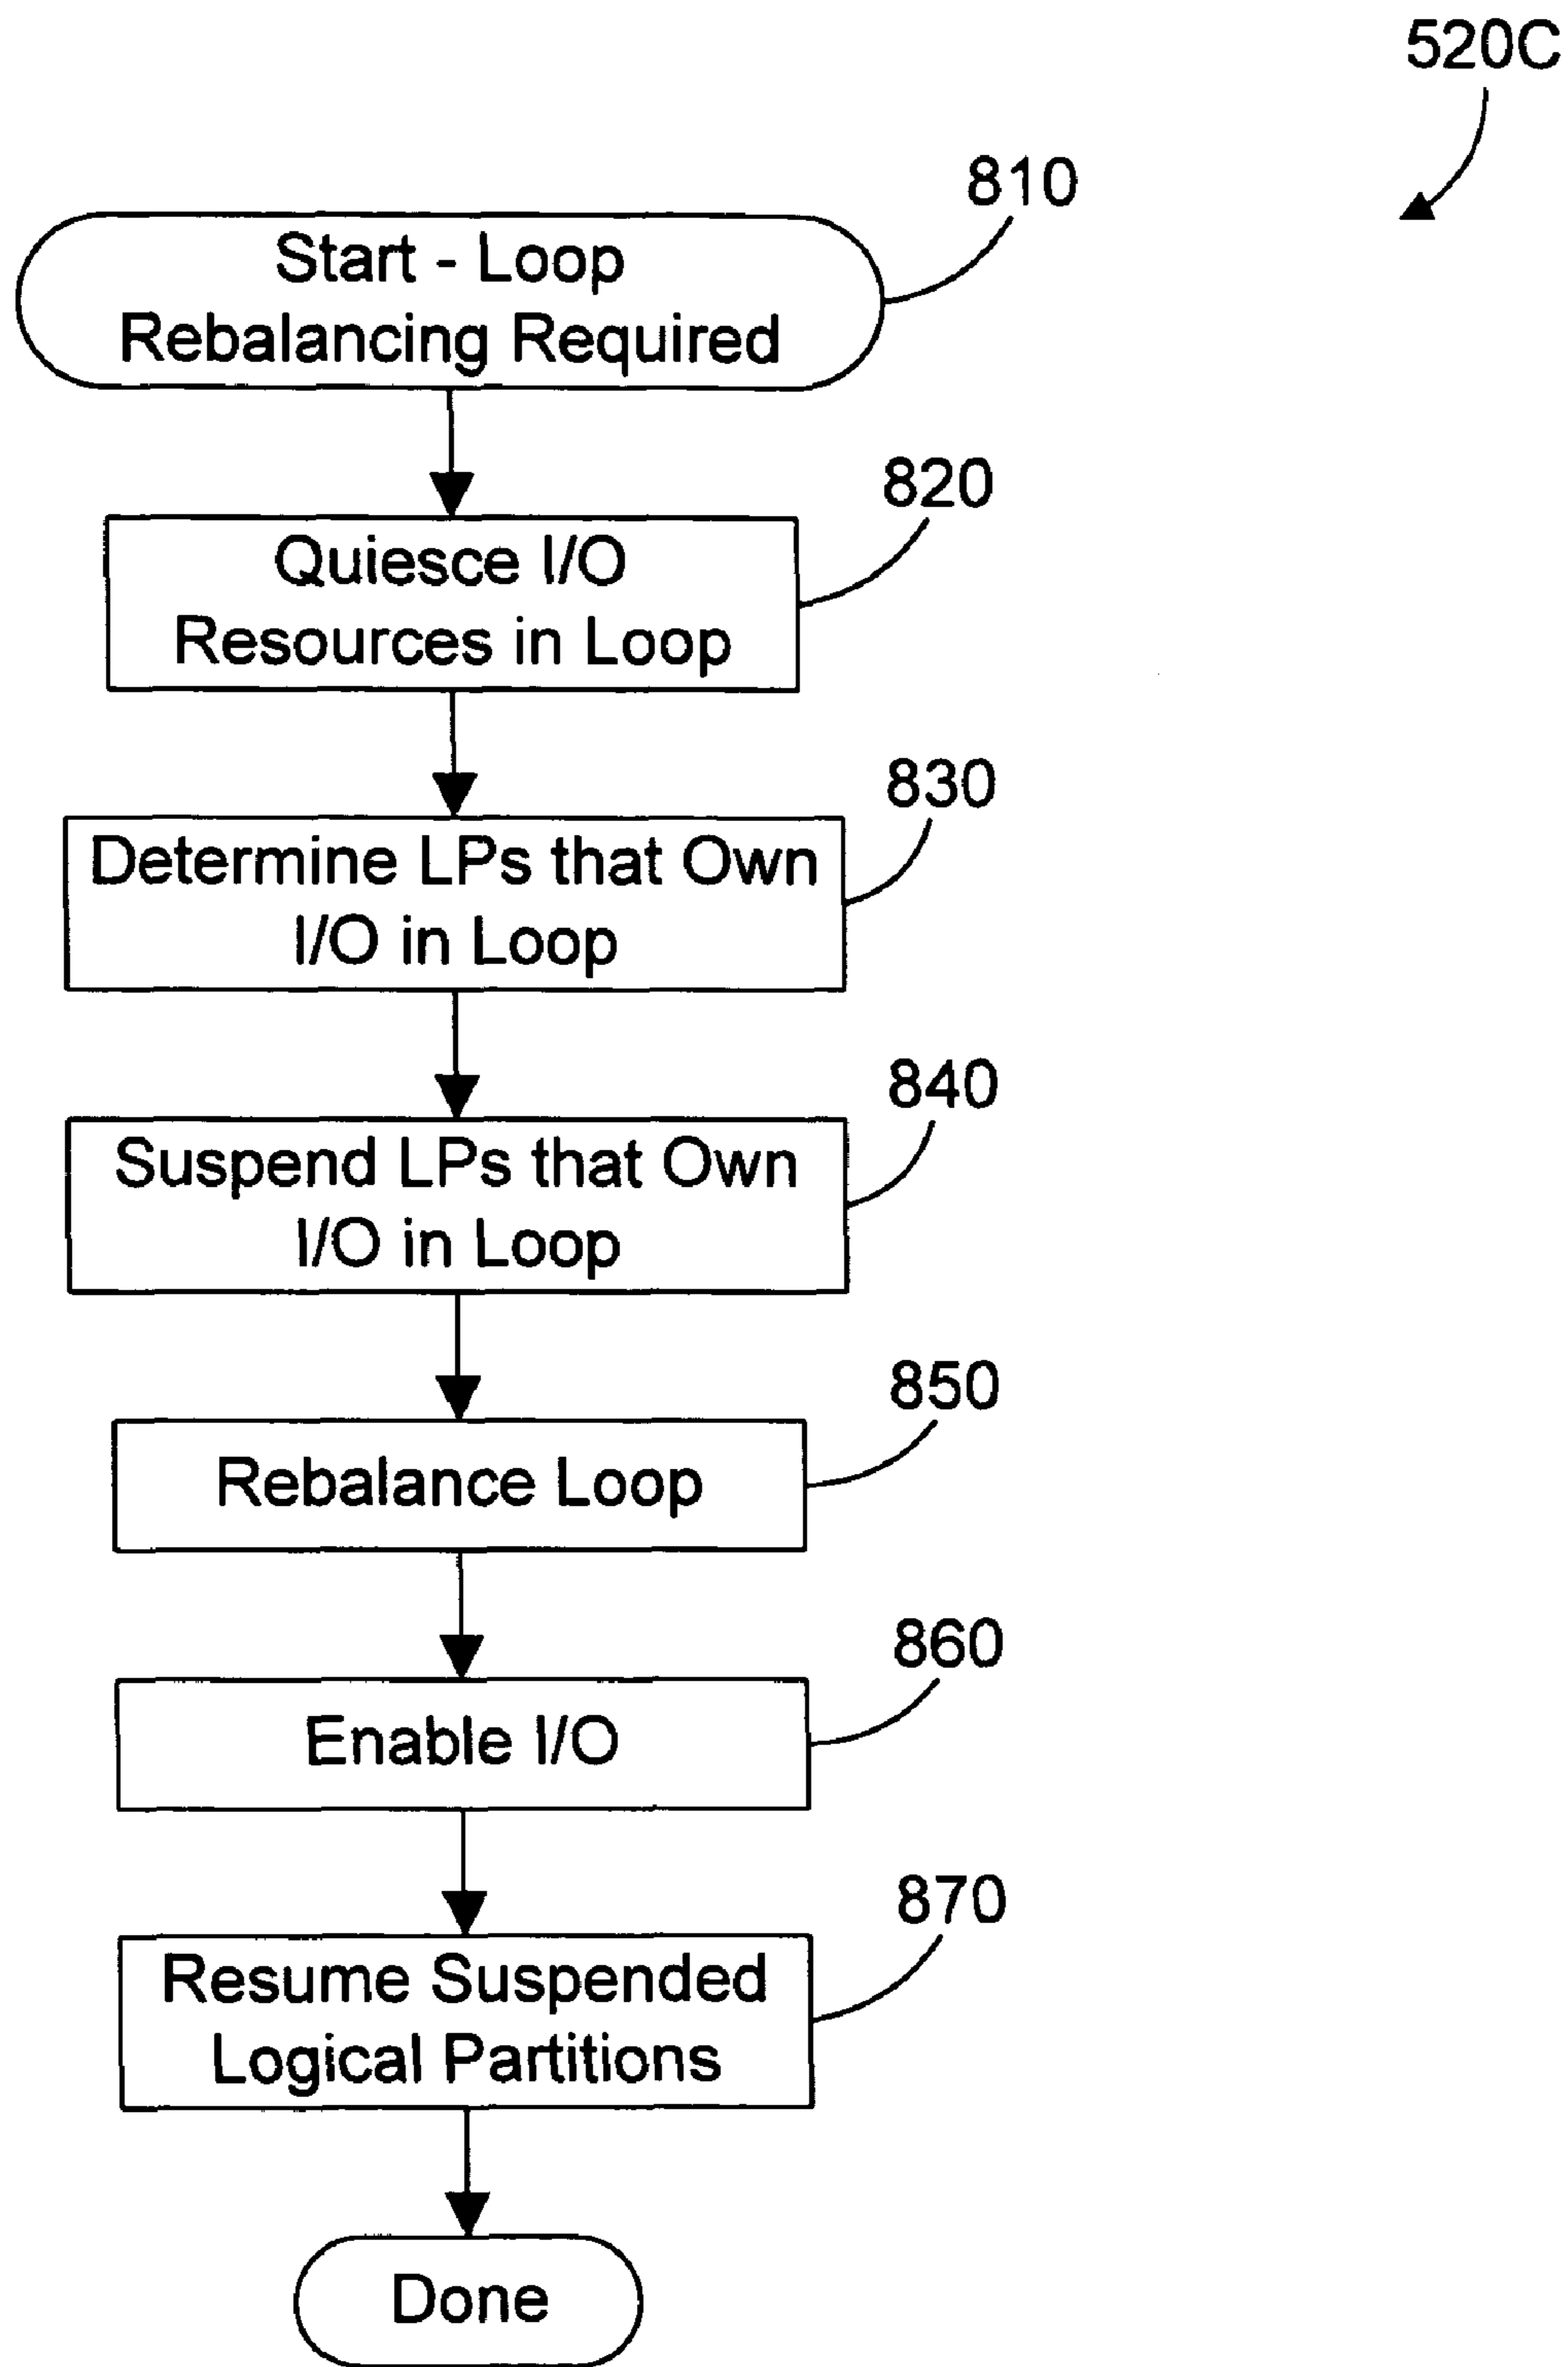 520C
810
Start - Loop
Rebalancing Required
820
Quiesce I/O
Resources in Loop
830
Determine LPs that Own
I/O in Loop
840
Suspend LPs that Own
I/O in Loop
850
Rebalance Loop
860
Enable I/O
870
Resume Suspended
Logical Partitions
Done